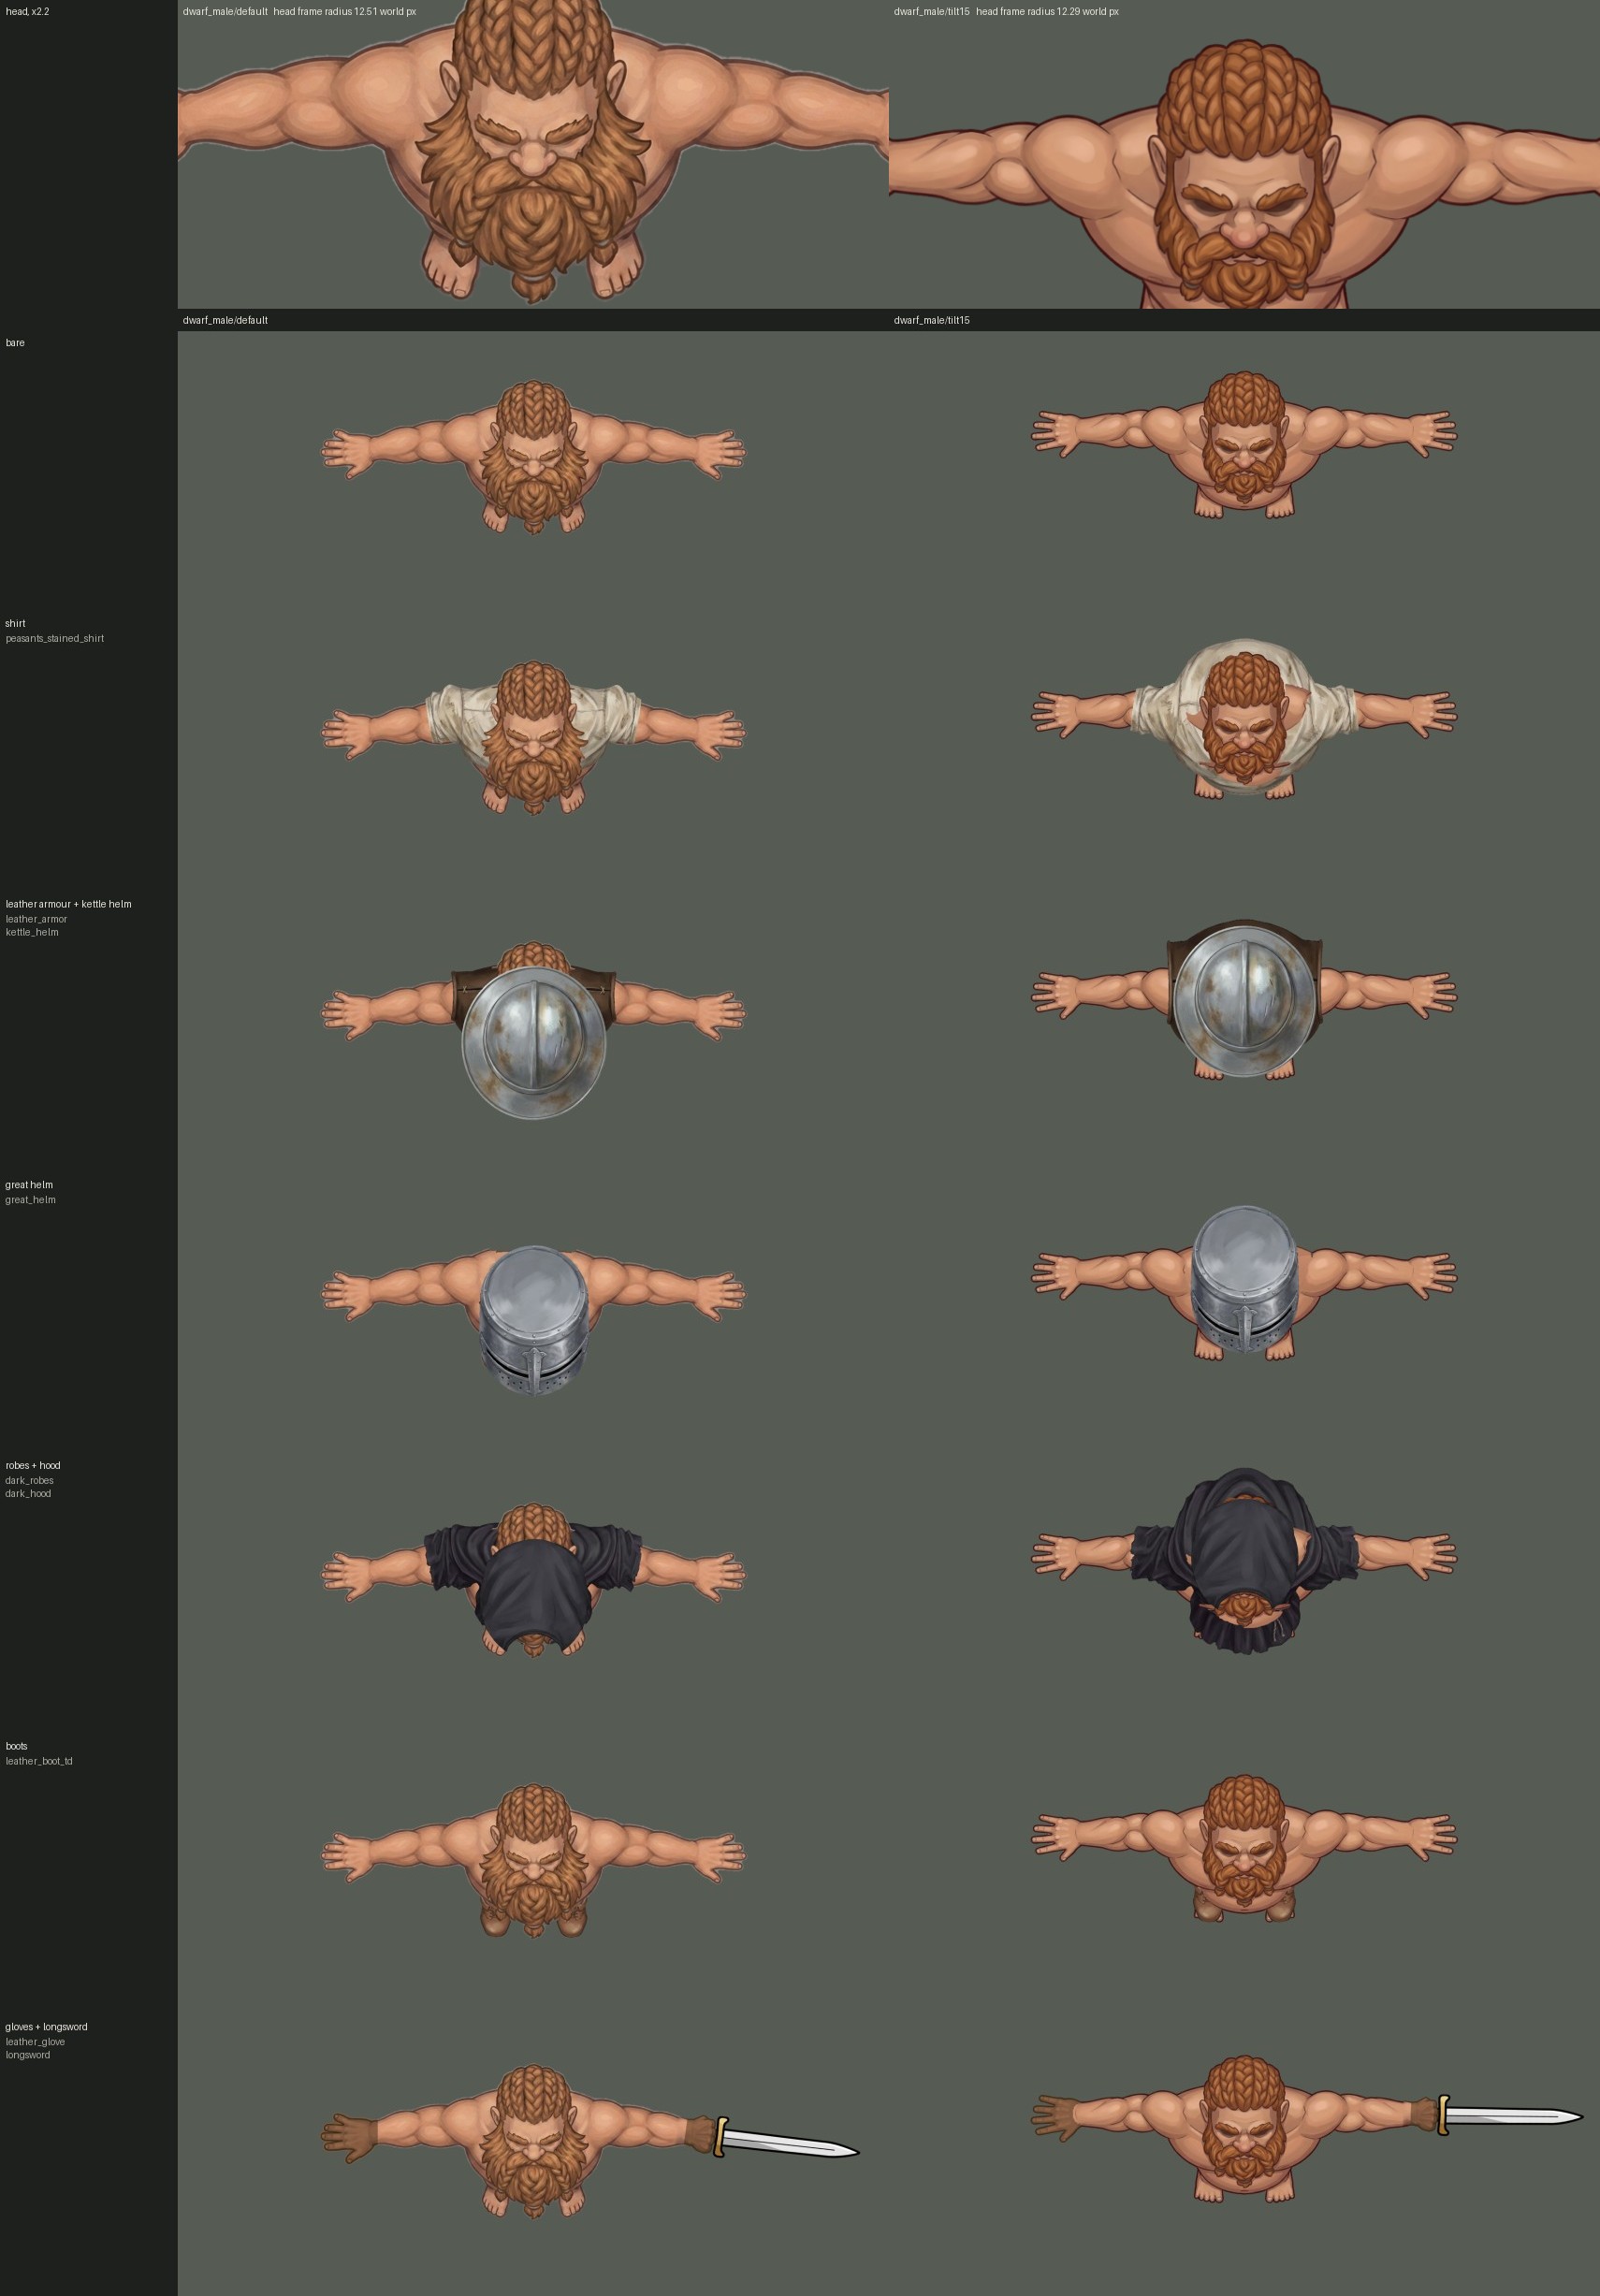 head, x2.2
dwarf_male/default head frame radius 12.51 world px
dwarf_male/tilt15 head frame radius 12.29 world px
dwarf_male/default
dwarf_male/tilt15
bare
shirt
peasants_stained_shirt
leather armour + kettle helm
leather_armor
kettle_helm
great helm
great_helm
robes + hood
dark_robes
dark_hood
boots
leather_boot_td
gloves + longsword
leather_glove
longsword